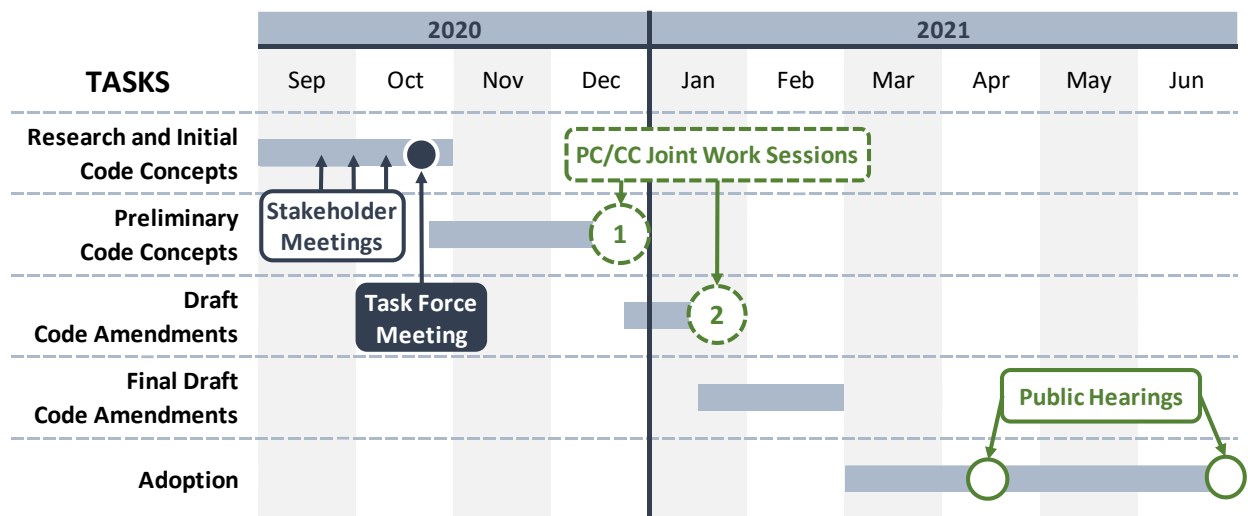 2020
2021
TASKS
Sep
Oct
Nov
Dec
Jan
Feb
Mar
Apr
May
Jun
Research and Initial
Code Concepts
PC/CC Joint Work Sessions
Stakeholder
Meetings
Preliminary
Code Concepts
1
Task Force
Meeting
Draft
Code Amendments
2
Final Draft
Code Amendments
Public Hearings
Adoption